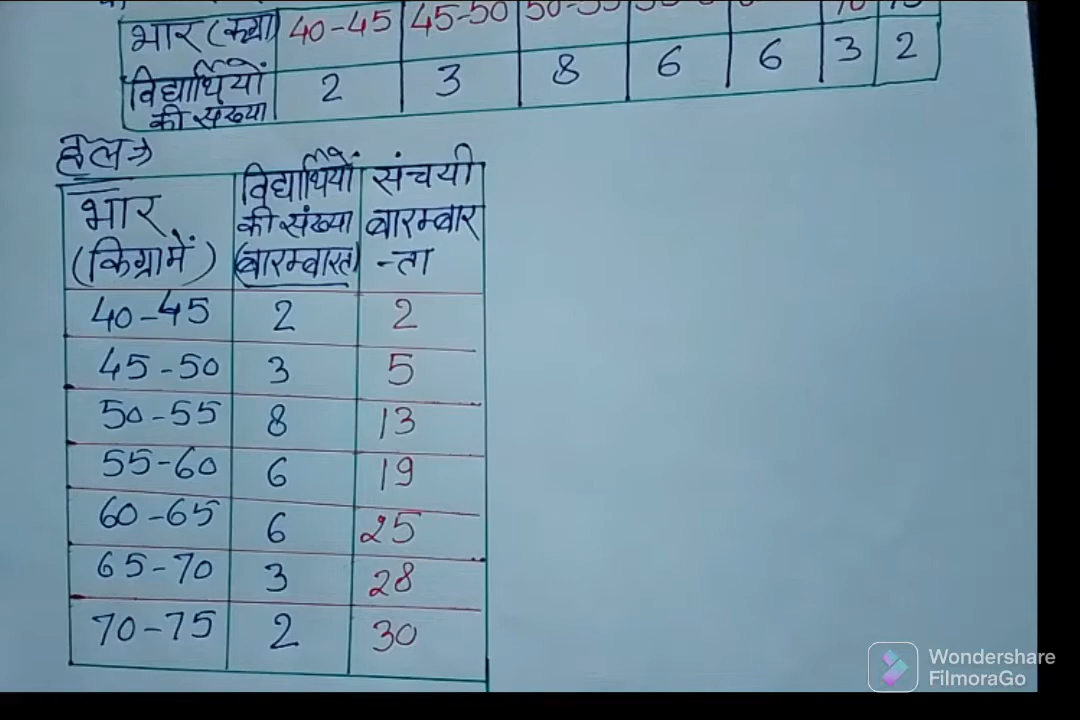 भार (कि्ग्रा) 40-45 45-50 50-55
विद्यार्थियों 2 3 8 6 6 3 2
की संख्या
हल→
भार विद्यार्थियों संचयी
(किग्रा में) की संख्या बारम्बार
(बारम्बारता) -ता
40-45 2 2
45-50 3 5
50-55 8 13
55-60 6 19
60-65 6 25
65-70 3 28
70-75 2 30
Wondershare
FilmoraGo